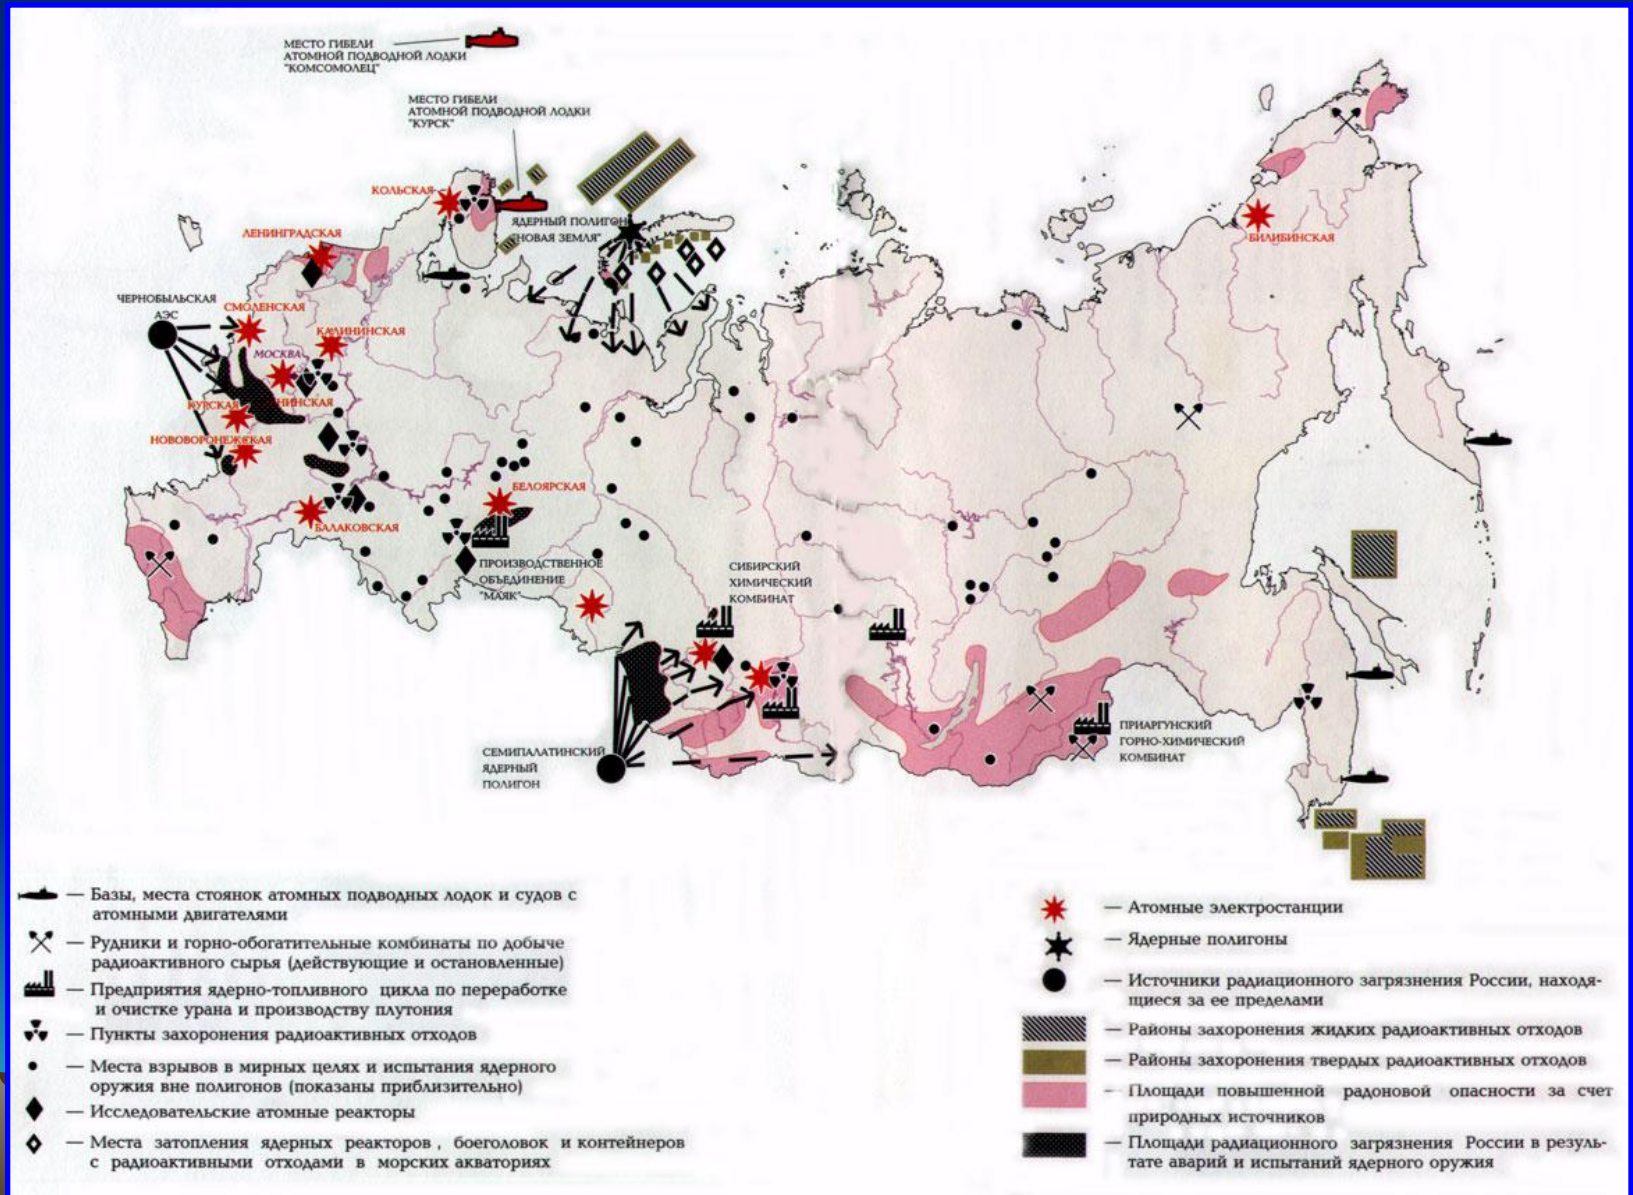 МЕСТО ГИБЕЛИ
АТОМНОЙ ПОДВОДНОЙ ЛОДКИ
"КОМСОМОЛЕЦ"
МЕСТО ГИБЕЛИ
АТОМНОЙ ПОДВОДНОЙ ЛОДКИ
"КУРСК"
КОЛЬСКАЯ
ЯДЕРНЫЙ ПОЛИГОН
"НОВАЯ ЗЕМЛЯ"
БИЛИБИНСКАЯ
ЛЕНИНГРАДСКАЯ
ЧЕРНОБЫЛЬСКАЯ
АЭС
СМОЛЕНСКАЯ
КАЛИНИНСКАЯ
МОСКВА
КУРСКАЯ
НИНСКАЯ
НОВОВОРОНЕЖСКАЯ
БЕЛОЯРСКАЯ
БАЛАКОВСКАЯ
ПРОИЗВОДСТВЕННОЕ
ОБЪЕДИНЕНИЕ
"МАЯК"
СИБИРСКИЙ
ХИМИЧЕСКИЙ
КОМБИНАТ
СЕМИПАЛАТИНСКИЙ
ЯДЕРНЫЙ
ПОЛИГОН
ПРИАРГУНСКИЙ
ГОРНО-ХИМИЧЕСКИЙ
КОМБИНАТ
— Базы, места стоянок атомных подводных лодок и судов с
атомными двигателями
— Рудники и горно-обогатительные комбинаты по добыче
радиоактивного сырья (действующие и остановленные)
— Предприятия ядерно-топливного цикла по переработке
и очистке урана и производству плутония
— Пункты захоронения радиоактивных отходов
— Места взрывов в мирных целях и испытания ядерного
оружия вне полигонов (показаны приблизительно)
— Исследовательские атомные реакторы
— Места затопления ядерных реакторов, боеголовок и контейнеров
с радиоактивными отходами в морских акваториях
— Атомные электростанции
— Ядерные полигоны
— Источники радиационного загрязнения России, находя-
щиеся за ее пределами
— Районы захоронения жидких радиоактивных отходов
— Районы захоронения твердых радиоактивных отходов
— Площади повышенной радоновой опасности за счет
природных источников
— Площади радиационного загрязнения России в резуль-
тате аварий и испытаний ядерного оружия